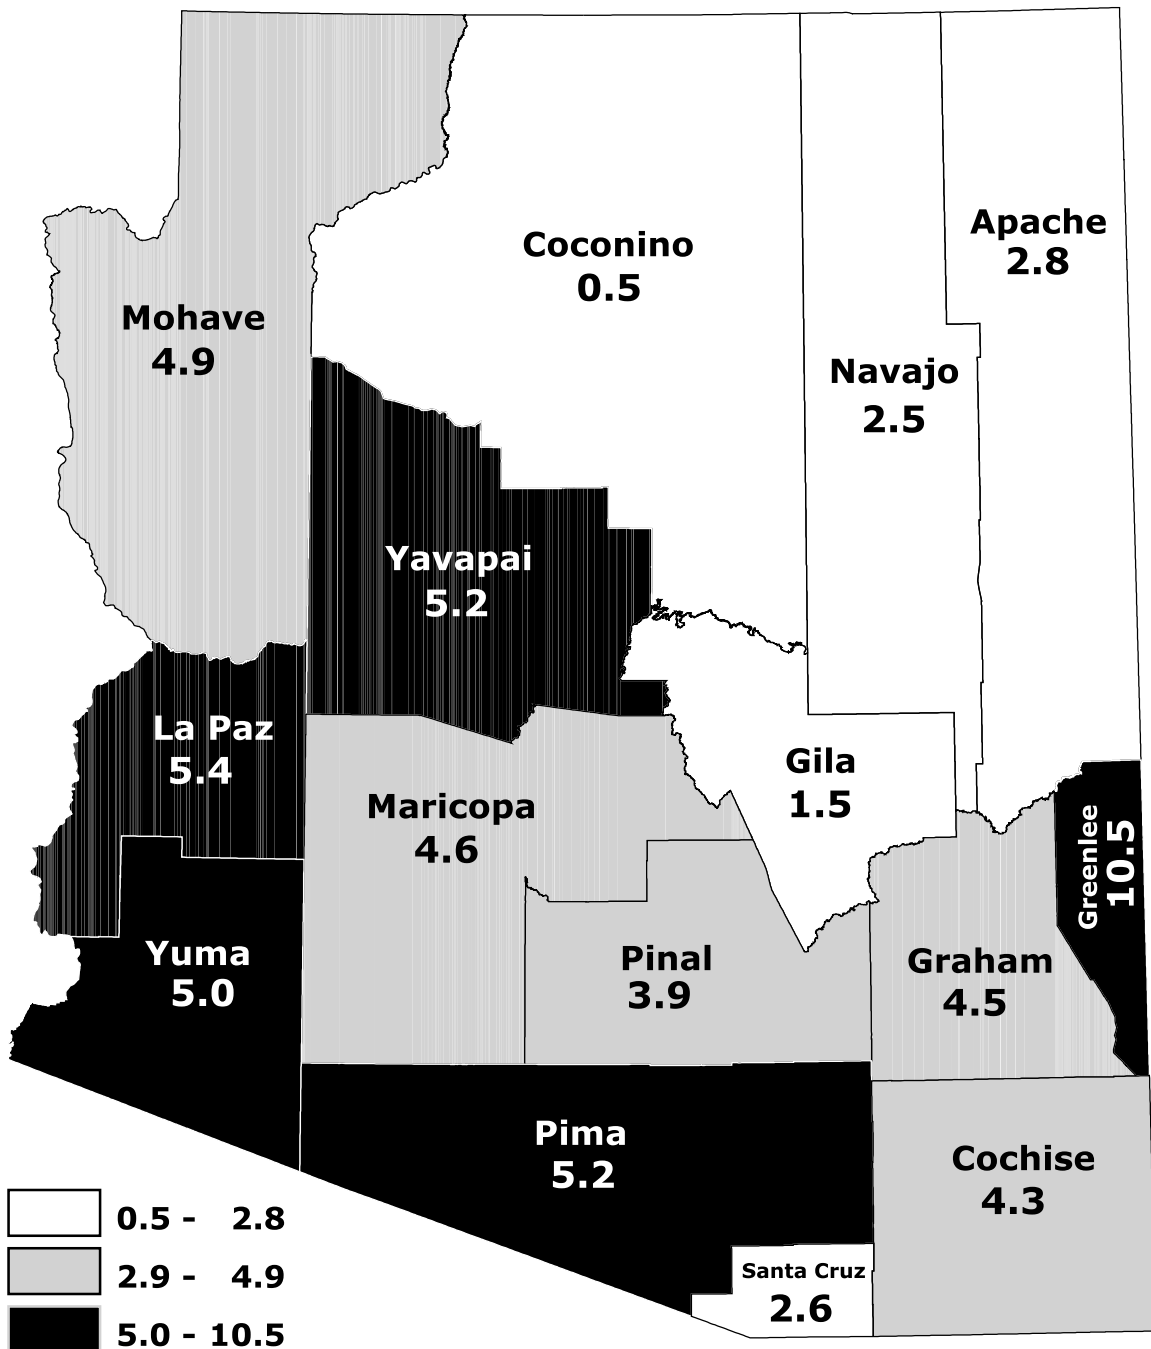 Apache
2.8
Coconino
0.5
Mohave
4.9
Navajo
2.5
Yavapai
5.2
La Paz
5.4
Gila
1.5
Maricopa
4.6
Greenlee
10.5
Yuma
5.0
Pinal
3.9
Graham
4.5
Pima
5.2
Cochise
4.3
Santa Cruz
2.6
0.5 - 2.8
2.9 - 4.9
5.0 - 10.5